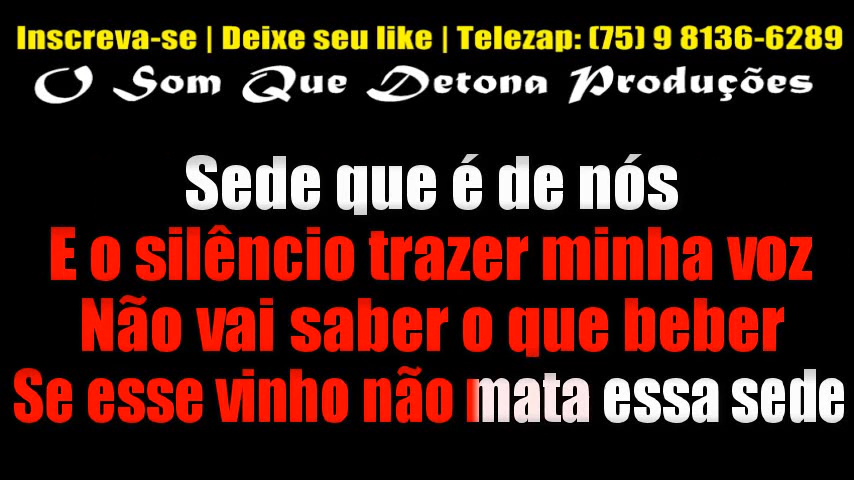 Inscreva-se | Deixe seu like | Telezap: (75) 9 8136-6289
O Som Que Detona Produções
Sede que é de nós
E o silêncio trazer minha voz
Não vai saber o que beber
Se esse vinho não mata essa sede